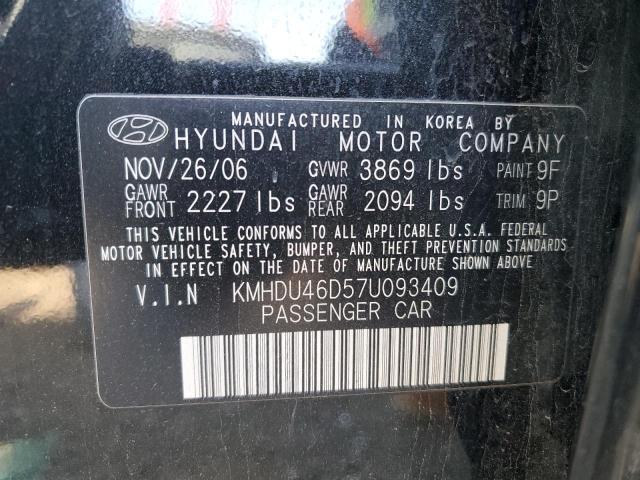 MANUFACTURED IN KOREA BY
HYUNDAI MOTOR COMPANY
NOV/26/06 GVWR 3869 lbs PAINT 9F
GAWR FRONT 2227 lbs GAWR REAR 2094 lbs TRIM 9P
THIS VEHICLE CONFORMS TO ALL APPLICABLE U.S.A. FEDERAL
MOTOR VEHICLE SAFETY, BUMPER, AND THEFT PREVENTION STANDARDS
IN EFFECT ON THE DATE OF MANUFACTURE SHOWN ABOVE
V.I.N KMHDU46D57U093409
PASSENGER CAR